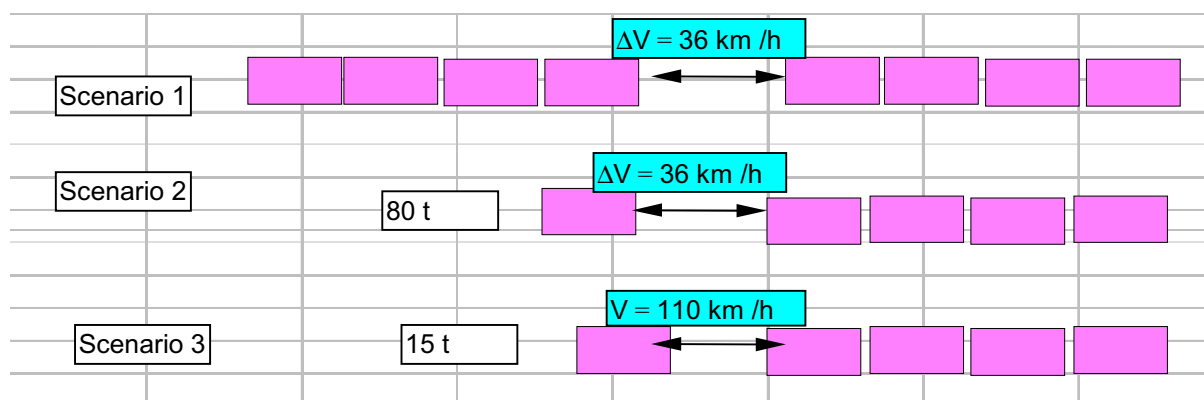 ΔV = 36 km /h
Scenario 1
ΔV = 36 km /h
Scenario 2
80 t
V = 110 km /h
Scenario 3
15 t